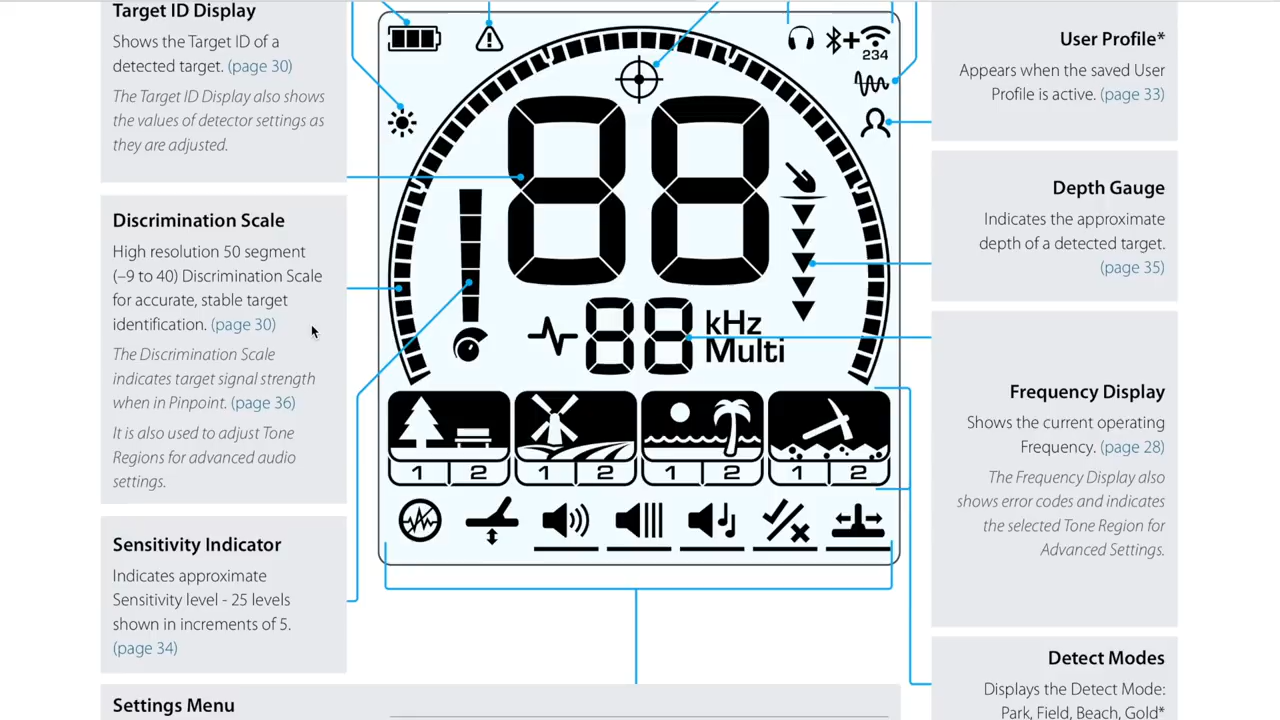 Target ID Display
Shows the Target ID of a
detected target. (page 30)
The Target ID Display also shows
the values of detector settings as
they are adjusted.
Discrimination Scale
High resolution 50 segment
(–9 to 40) Discrimination Scale
for accurate, stable target
identification. (page 30)
The Discrimination Scale
indicates target signal strength
when in Pinpoint. (page 36)
It is also used to adjust Tone
Regions for advanced audio
settings.
Sensitivity Indicator
Indicates approximate
Sensitivity level - 25 levels
shown in increments of 5.
(page 34)
Settings Menu
234
88
88
kHz
Multi
1 2 1 2 1 2 1 2
User Profile*
Appears when the saved User
Profile is active. (page 33)
Depth Gauge
Indicates the approximate
depth of a detected target.
(page 35)
Frequency Display
Shows the current operating
Frequency. (page 28)
The Frequency Display also
shows error codes and indicates
the selected Tone Region for
Advanced Settings.
Detect Modes
Displays the Detect Mode:
Park, Field, Beach, Gold*